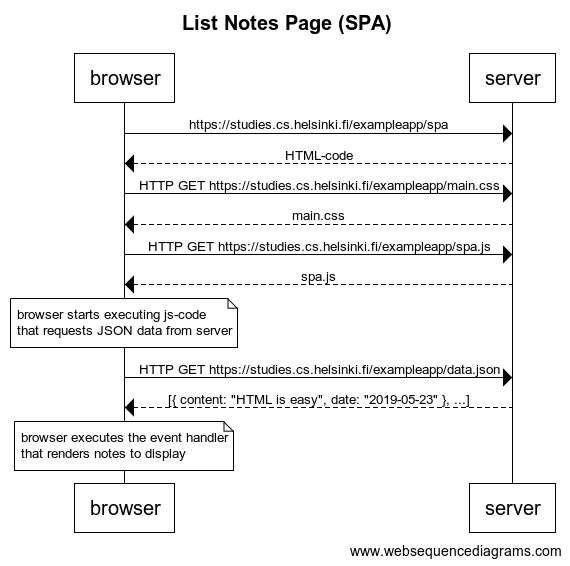 List Notes Page (SPA)
browser
server
https://studies.cs.helsinki.fi/exampleapp/spa
HTML-code
HTTP GET https://studies.cs.helsinki.fi/exampleapp/main.css
main.css
HTTP GET https://studies.cs.helsinki.fi/exampleapp/spa.js
spa.js
browser starts executing js-code
that requests JSON data from server
HTTP GET https://studies.cs.helsinki.fi/exampleapp/data.json
[{ content: "HTML is easy", date: "2019-05-23" }, ...]
browser executes the event handler
that renders notes to display
browser
server
www.websequencediagrams.com